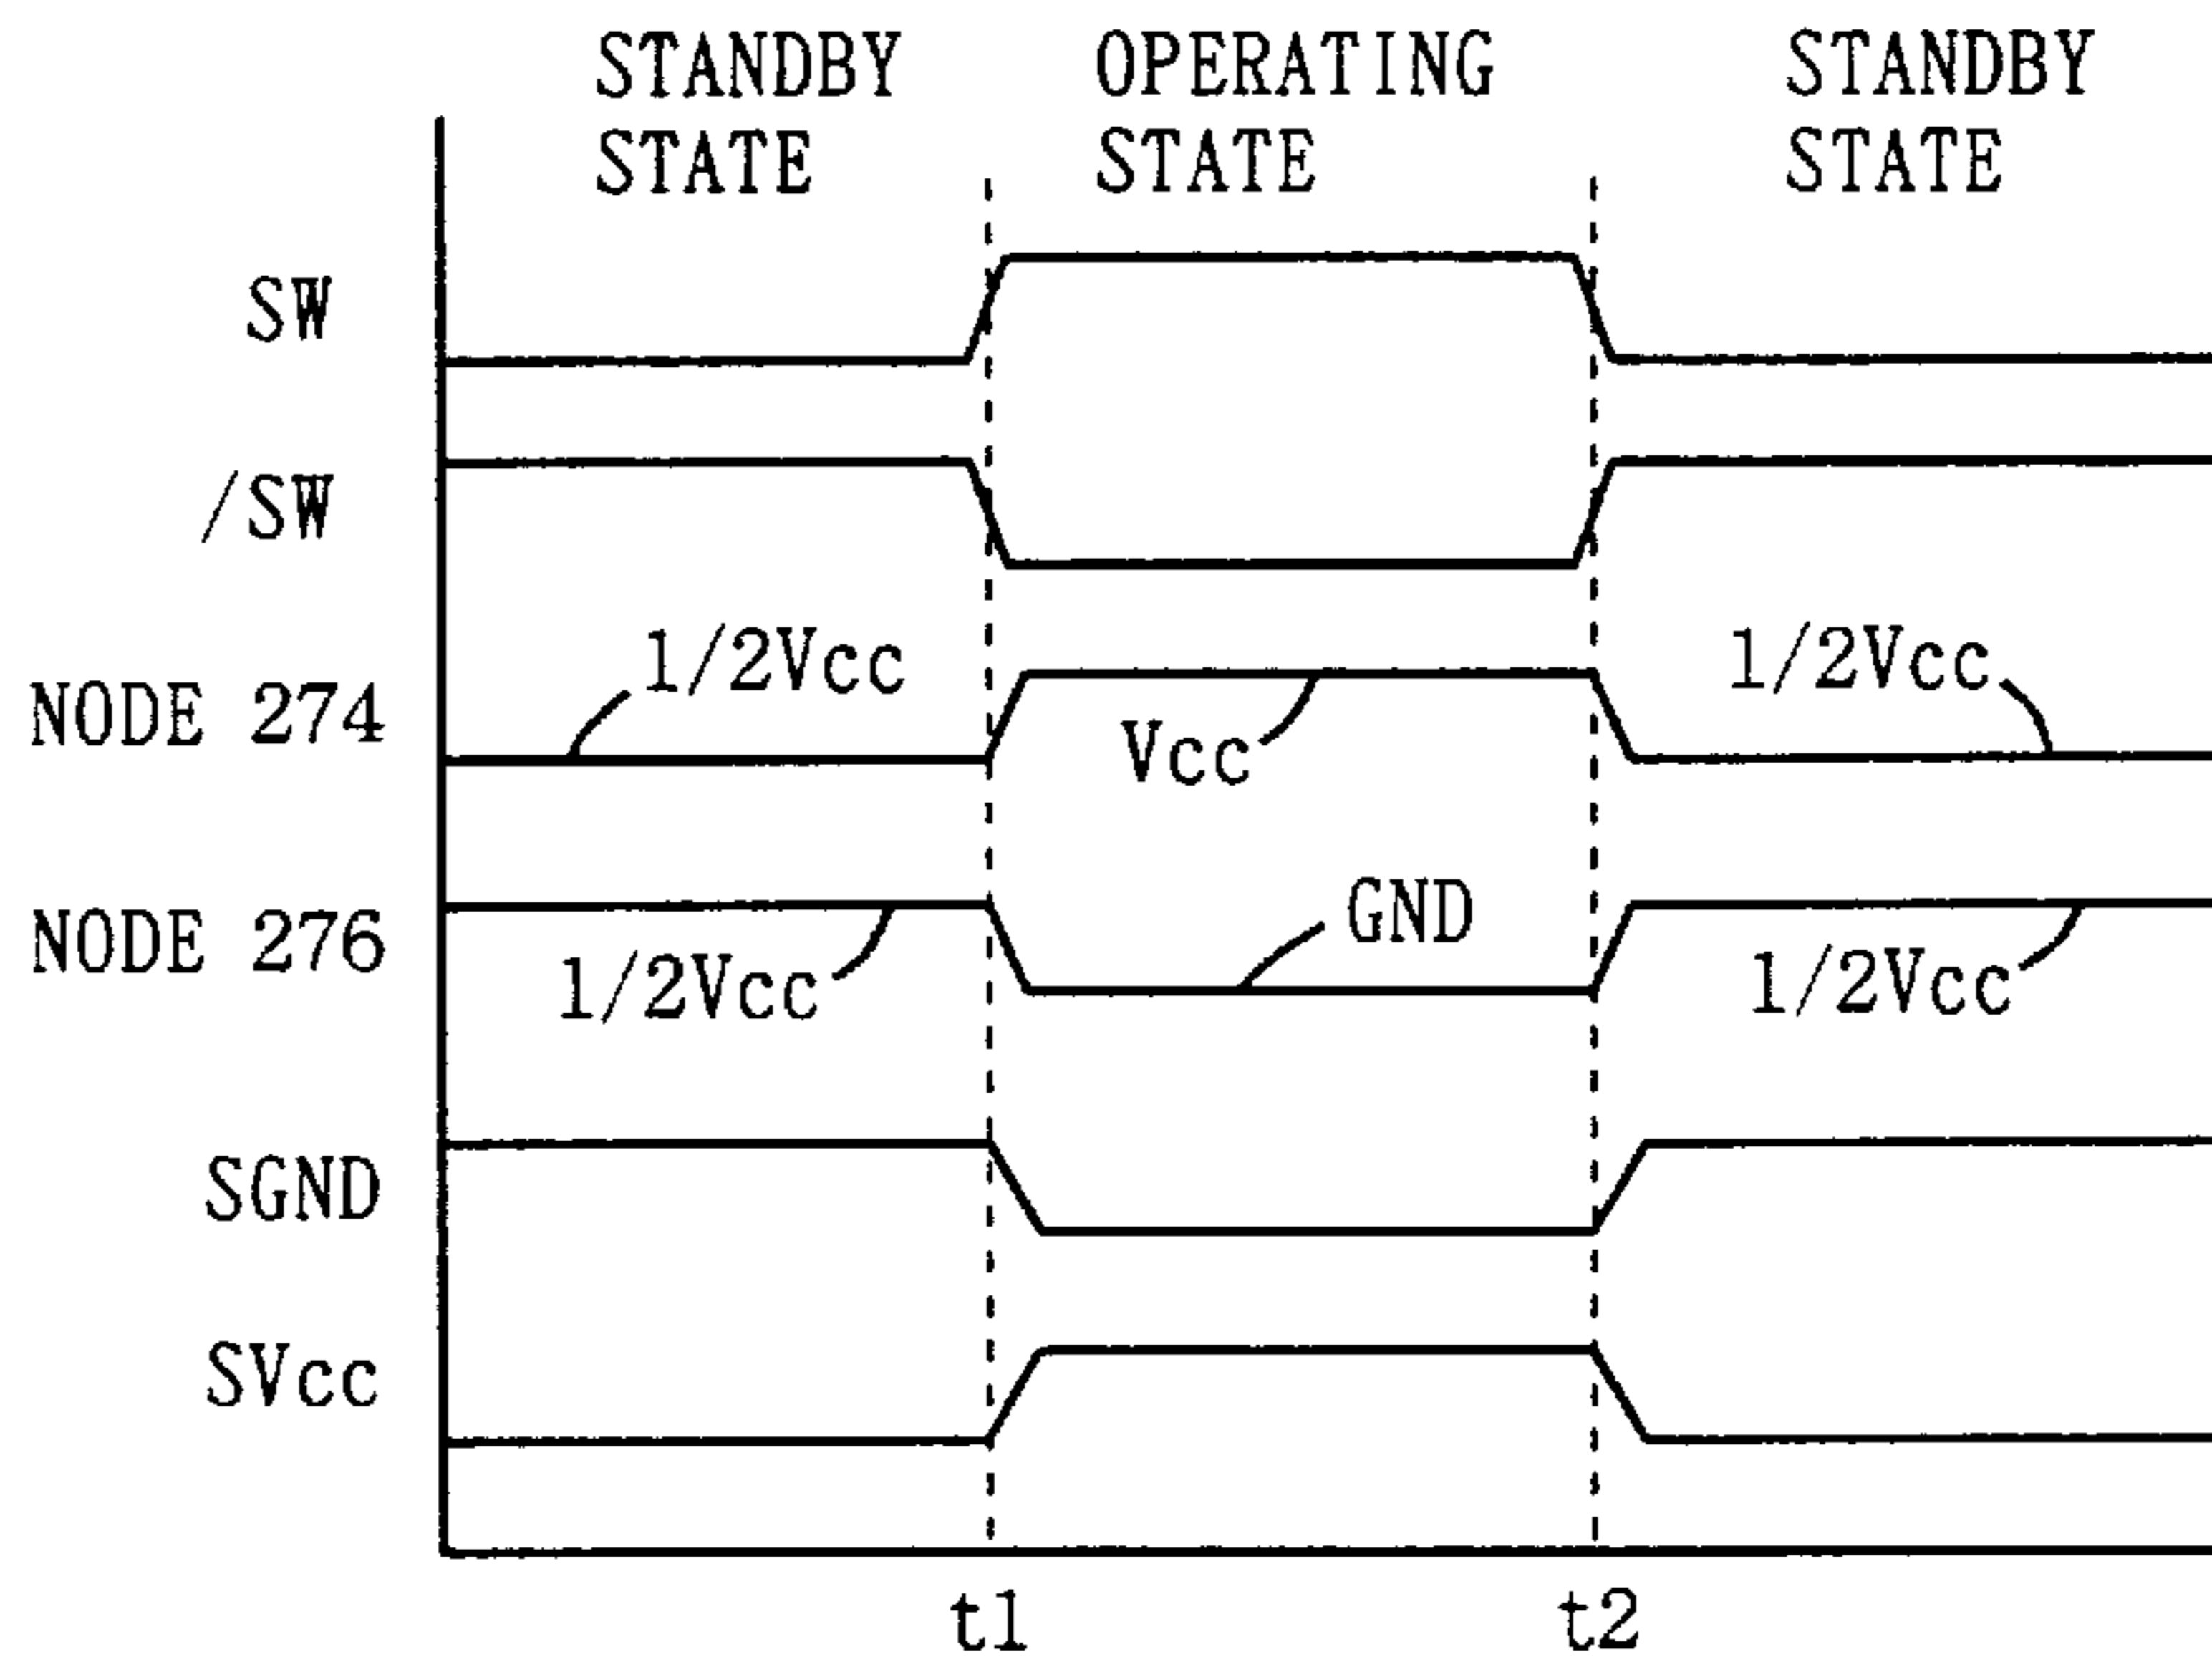 STANDBY STATE
OPERATING STATE
STANDBY STATE
SW
/SW
NODE 274
1/2Vcc
Vcc
1/2Vcc
NODE 276
1/2Vcc
GND
1/2Vcc
SGND
SVcc
t1
t2